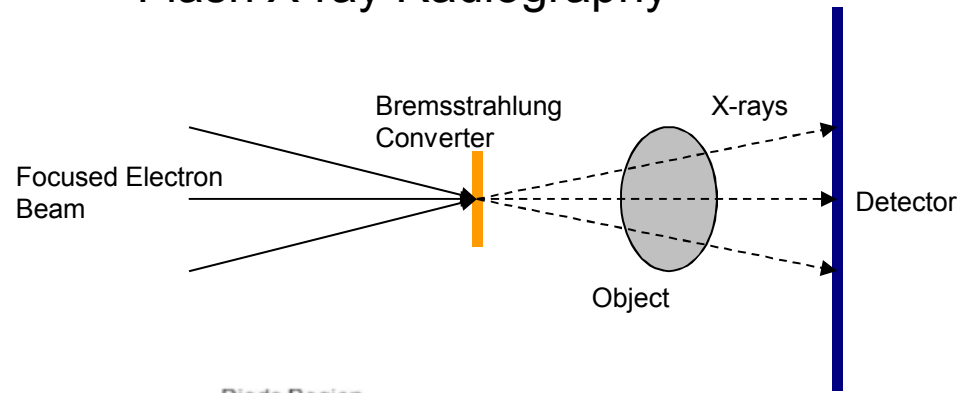 Flash X-ray Radiography
Bremsstrahlung
Converter
X-rays
Focused Electron
Beam
Detector
Object